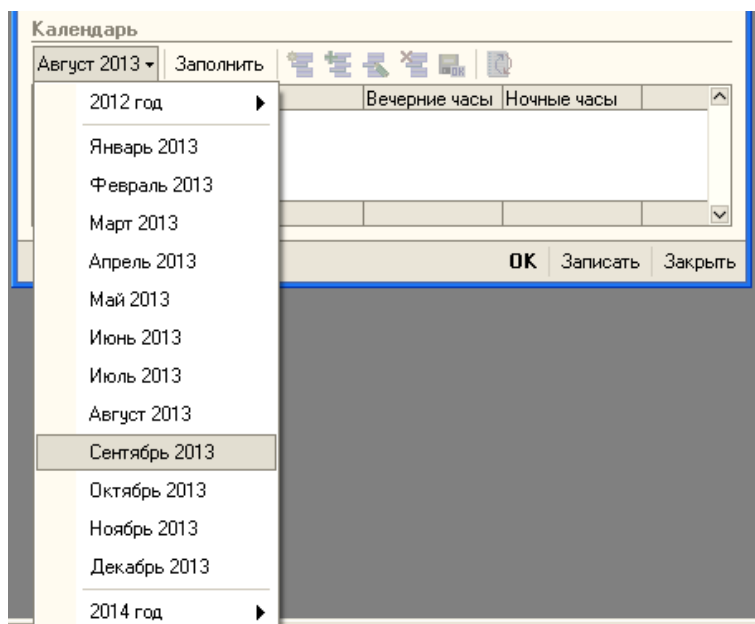 Календарь
Август 2013 Заполнить OK
2012 год Вечерние часы Ночные часы
Январь 2013
Февраль 2013
Март 2013
Апрель 2013 OK Записать Закрыть
Май 2013
Июнь 2013
Июль 2013
Август 2013
Сентябрь 2013
Октябрь 2013
Ноябрь 2013
Декабрь 2013
2014 год